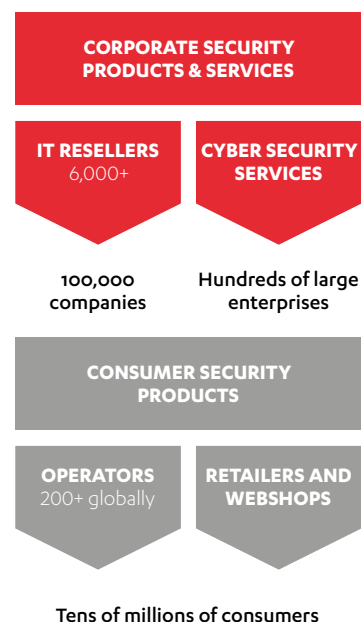 CORPORATE SECURITY
PRODUCTS & SERVICES
IT RESELLERS
6,000+
CYBER SECURITY
SERVICES
100,000
companies
Hundreds of large
enterprises
CONSUMER SECURITY
PRODUCTS
OPERATORS
200+ globally
RETAILERS AND
WEBSHOPS
Tens of millions of consumers